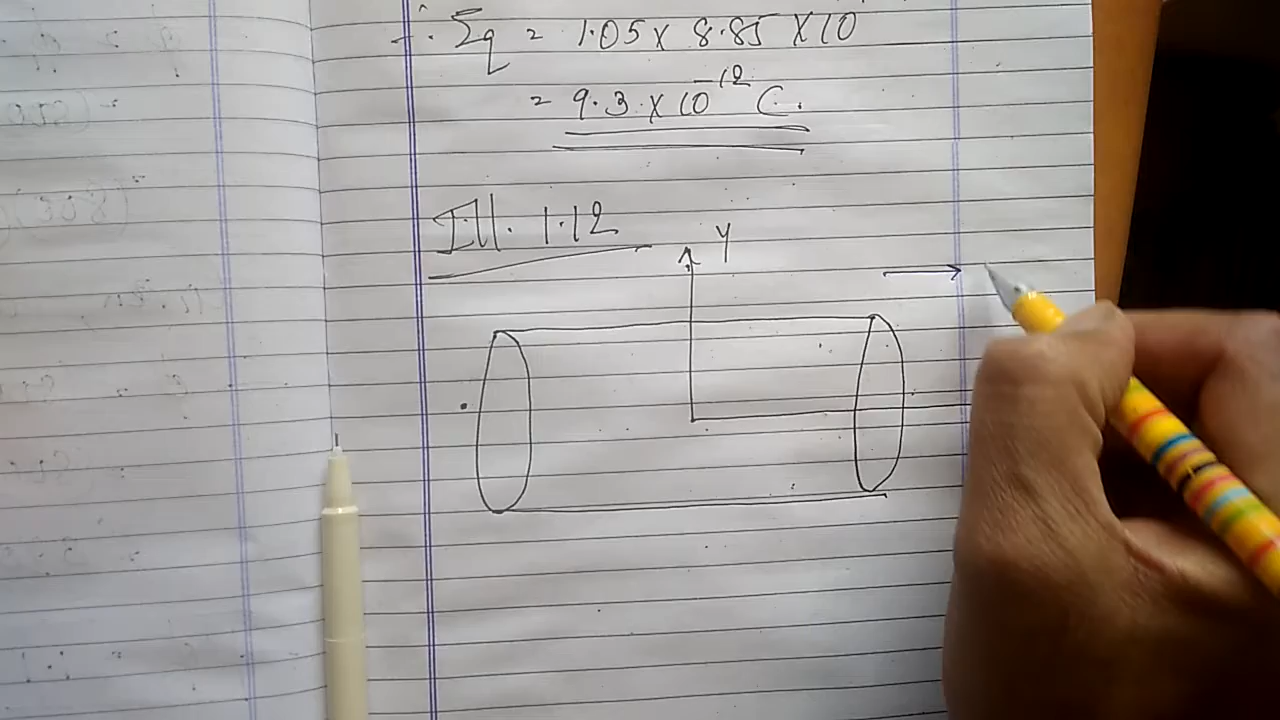 ∴ Σq = 1.05 × 8.85 × 10
= 9.3 × 10⁻¹² C.
Ill. 1.12
Y